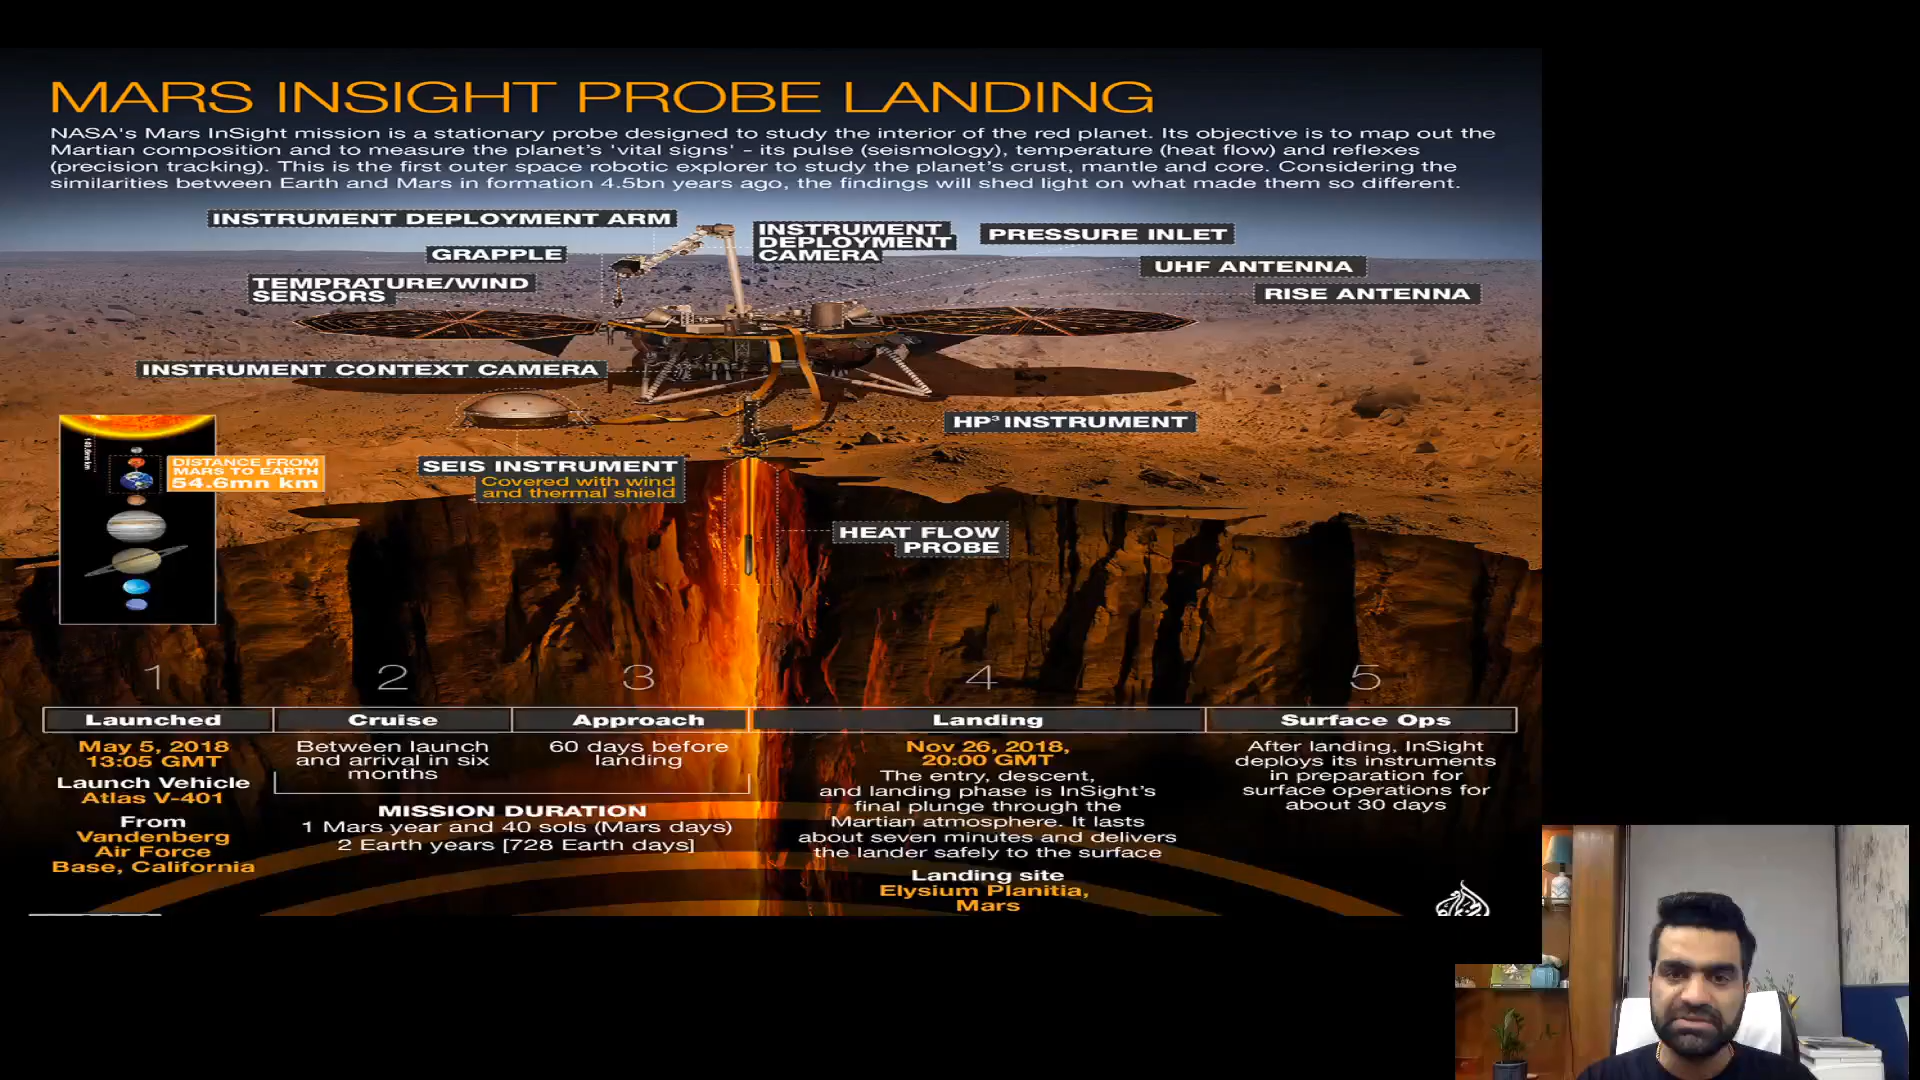 MARS INSIGHT PROBE LANDING
NASA's Mars InSight mission is a stationary probe designed to study the interior of the red planet. Its objective is to map out the
Martian composition and to measure the planet's 'vital signs' - its pulse (seismology), temperature (heat flow) and reflexes
(precision tracking). This is the first outer space robotic explorer to study the planet's crust, mantle and core. Considering the
similarities between Earth and Mars in formation 4.5bn years ago, the findings will shed light on what made them so different.
INSTRUMENT DEPLOYMENT ARM
INSTRUMENT
DEPLOYMENT
CAMERA
PRESSURE INLET
GRAPPLE
UHF ANTENNA
TEMPRATURE/WIND
SENSORS
RISE ANTENNA
INSTRUMENT CONTEXT CAMERA
HP³ INSTRUMENT
DISTANCE FROM
MARS TO EARTH
54.6mn km
SEIS INSTRUMENT
Covered with wind
and thermal shield
HEAT FLOW
PROBE
1
Launched
May 5, 2018
13:05 GMT
Launch Vehicle
Atlas V-401
From
Vandenberg
Air Force
Base, California
2
Cruise
Between launch
and arrival in six
months
3
Approach
60 days before
landing
MISSION DURATION
1 Mars year and 40 sols (Mars days)
2 Earth years [728 Earth days]
4
Landing
Nov 26, 2018,
20:00 GMT
The entry, descent,
and landing phase is InSight's
final plunge through the
Martian atmosphere. It lasts
about seven minutes and delivers
the lander safely to the surface
Landing site
Elysium Planitia,
Mars
5
Surface Ops
After landing, InSight
deploys its instruments
in preparation for
surface operations for
about 30 days